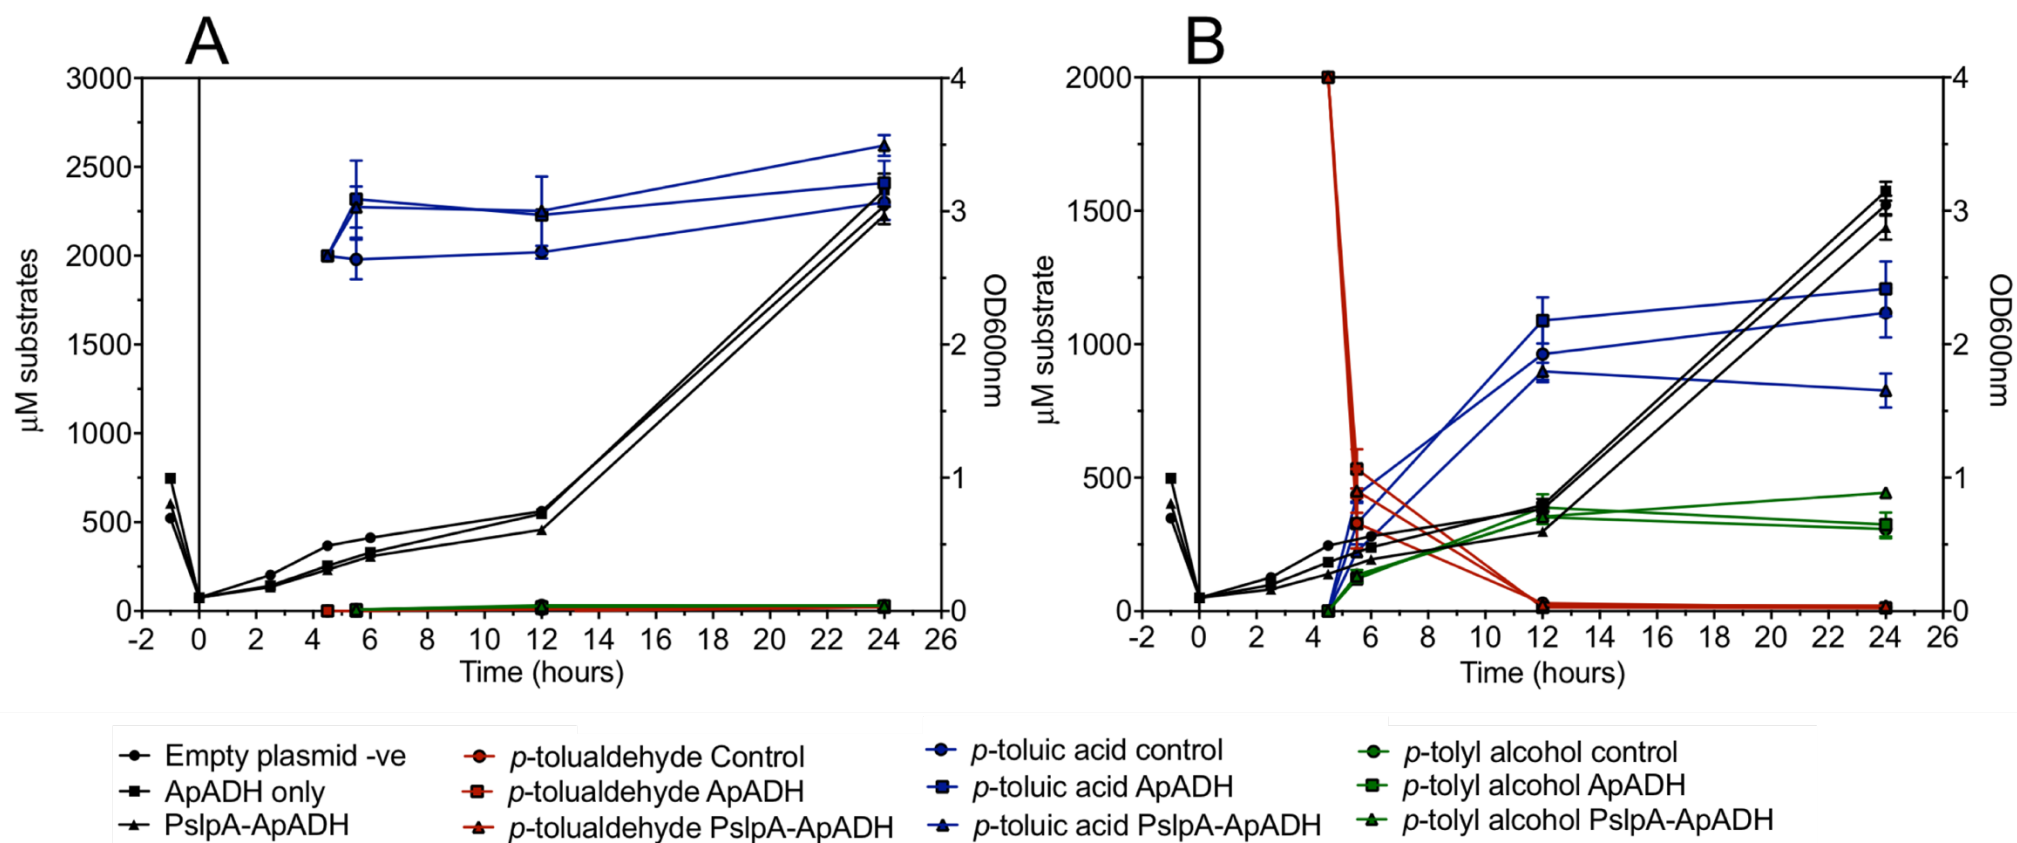 A
B
3000
2500
2000
1500
1000
500
0
µM substrates
4
3
2
1
0
OD600nm
-2 0 2 4 6 8 10 12 14 16 18 20 22 24 26
Time (hours)
2000
1500
1000
500
0
µM substrate
4
3
2
1
0
OD600nm
-2 0 2 4 6 8 10 12 14 16 18 20 22 24 26
Time (hours)
Empty plasmid -ve
ApADH only
PslpA-ApADH
p-tolualdehyde Control
p-tolualdehyde ApADH
p-tolualdehyde PslpA-ApADH
p-toluic acid control
p-toluic acid ApADH
p-toluic acid PslpA-ApADH
p-tolyl alcohol control
p-tolyl alcohol ApADH
p-tolyl alcohol PslpA-ApADH